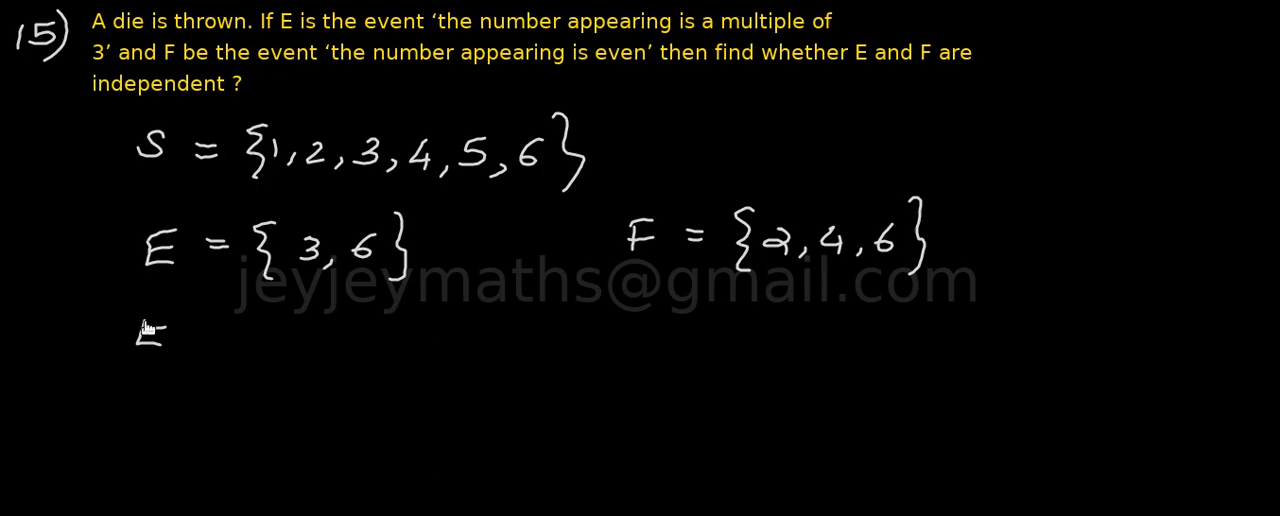 15) A die is thrown. If E is the event ‘the number appearing is a multiple of
3’ and F be the event ‘the number appearing is even’ then find whether E and F are
independent ?
S = {1, 2, 3, 4, 5, 6}
E = { 3, 6} F = {2, 4, 6}
jeyjeymaths@gmail.com
E